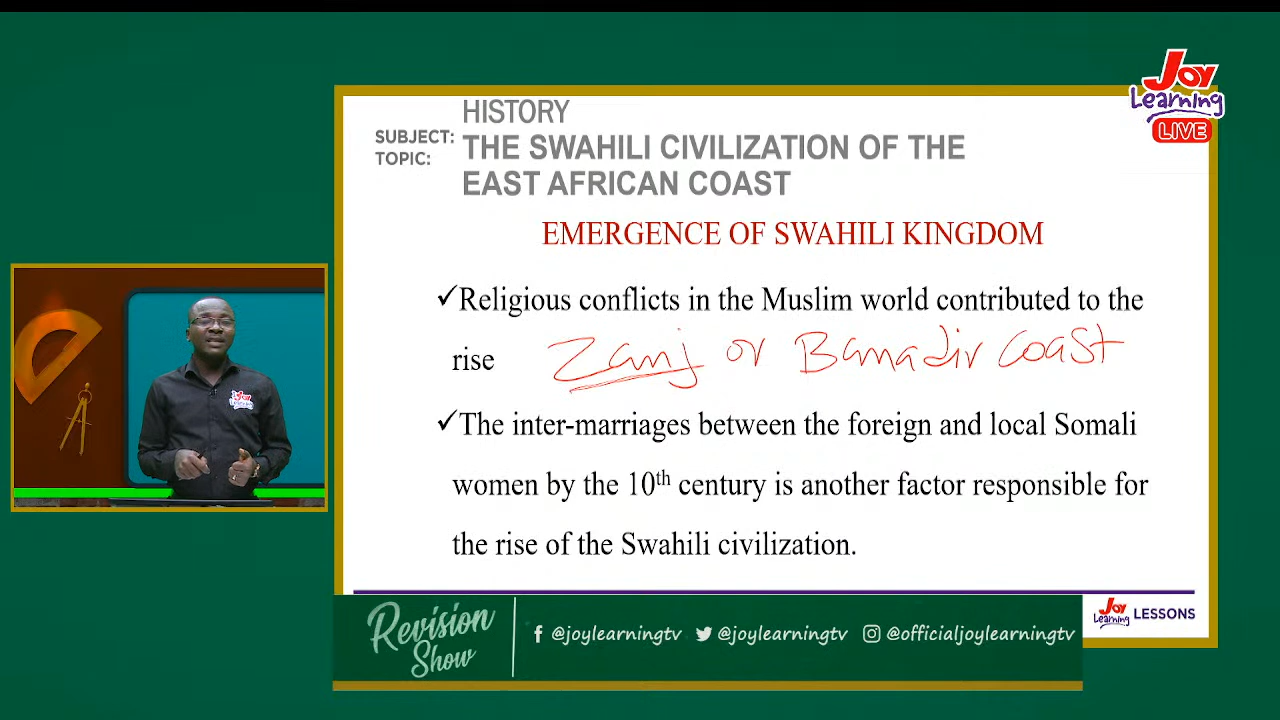 Joy
Learning
LIVE
HISTORY
SUBJECT:
TOPIC:
THE SWAHILI CIVILIZATION OF THE
EAST AFRICAN COAST
EMERGENCE OF SWAHILI KINGDOM
✓Religious conflicts in the Muslim world contributed to the
rise Zanj or Banadir Coast
✓The inter-marriages between the foreign and local Somali
women by the 10th century is another factor responsible for
the rise of the Swahili civilization.
Joy
Learning
Revision
Show
@joylearningtv @joylearningtv @officialjoylearningtv
Joy
Learning
LESSONS